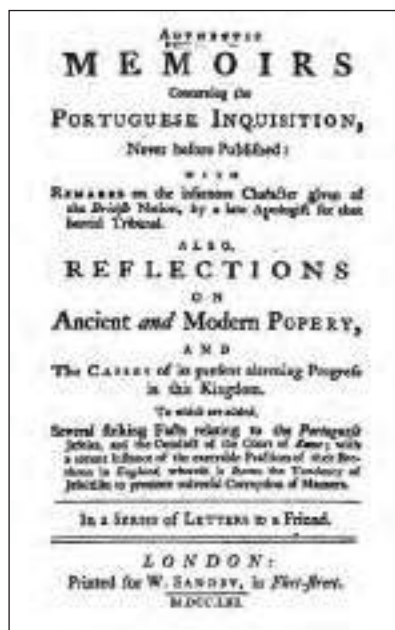 AUTHENTIC
MEMOIRS
Concerning the
PORTUGUESE INQUISITION,
Never before Published:
WITH
REMARKS on the infamous Character given of
the British Nation, by a late Apologist for that
horrid Tribunal.
ALSO,
REFLECTIONS
ON
Ancient and Modern POPERY,
AND
The CAUSES of its present alarming Progress
in this Kingdom.
To which are added,
Several striking Facts relating to the Portuguese
Jesuits, and the Conduct of the Court of Rome; with
a recent Instance of the execrable Practices of their Bre-
thren in England, wherein is shewn the Tendency of
Jesuitism to promote universal Corruption of Manners.
In a SERIES of LETTERS to a Friend.
LONDON:
Printed for W. SANDBY, in Fleet-street.
M.DCC.LXI.